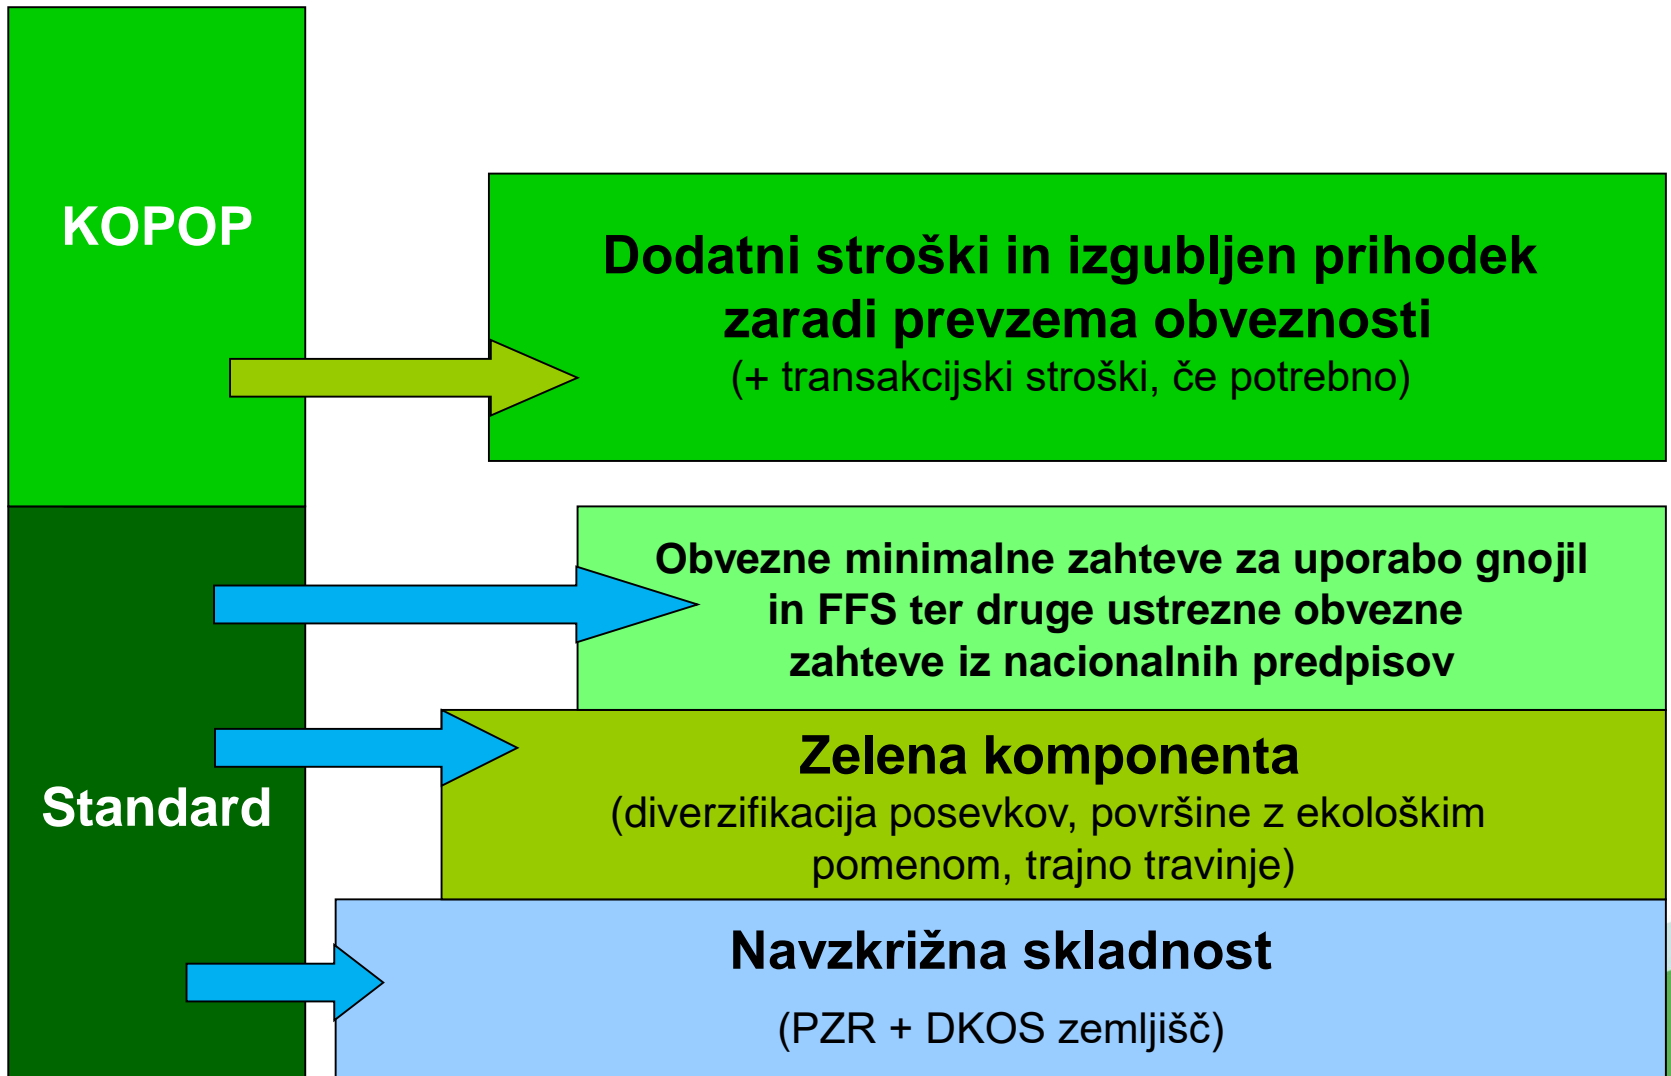 KOPOP
Dodatni stroški in izgubljen prihodek
zaradi prevzema obveznosti
(+ transakcijski stroški, če potrebno)
Obvezne minimalne zahteve za uporabo gnojil
in FFS ter druge ustrezne obvezne
zahteve iz nacionalnih predpisov
Standard
Zelena komponenta
(diverzifikacija posevkov, površine z ekološkim
pomenom, trajno travinje)
Navzkrižna skladnost
(PZR + DKOS zemljišč)